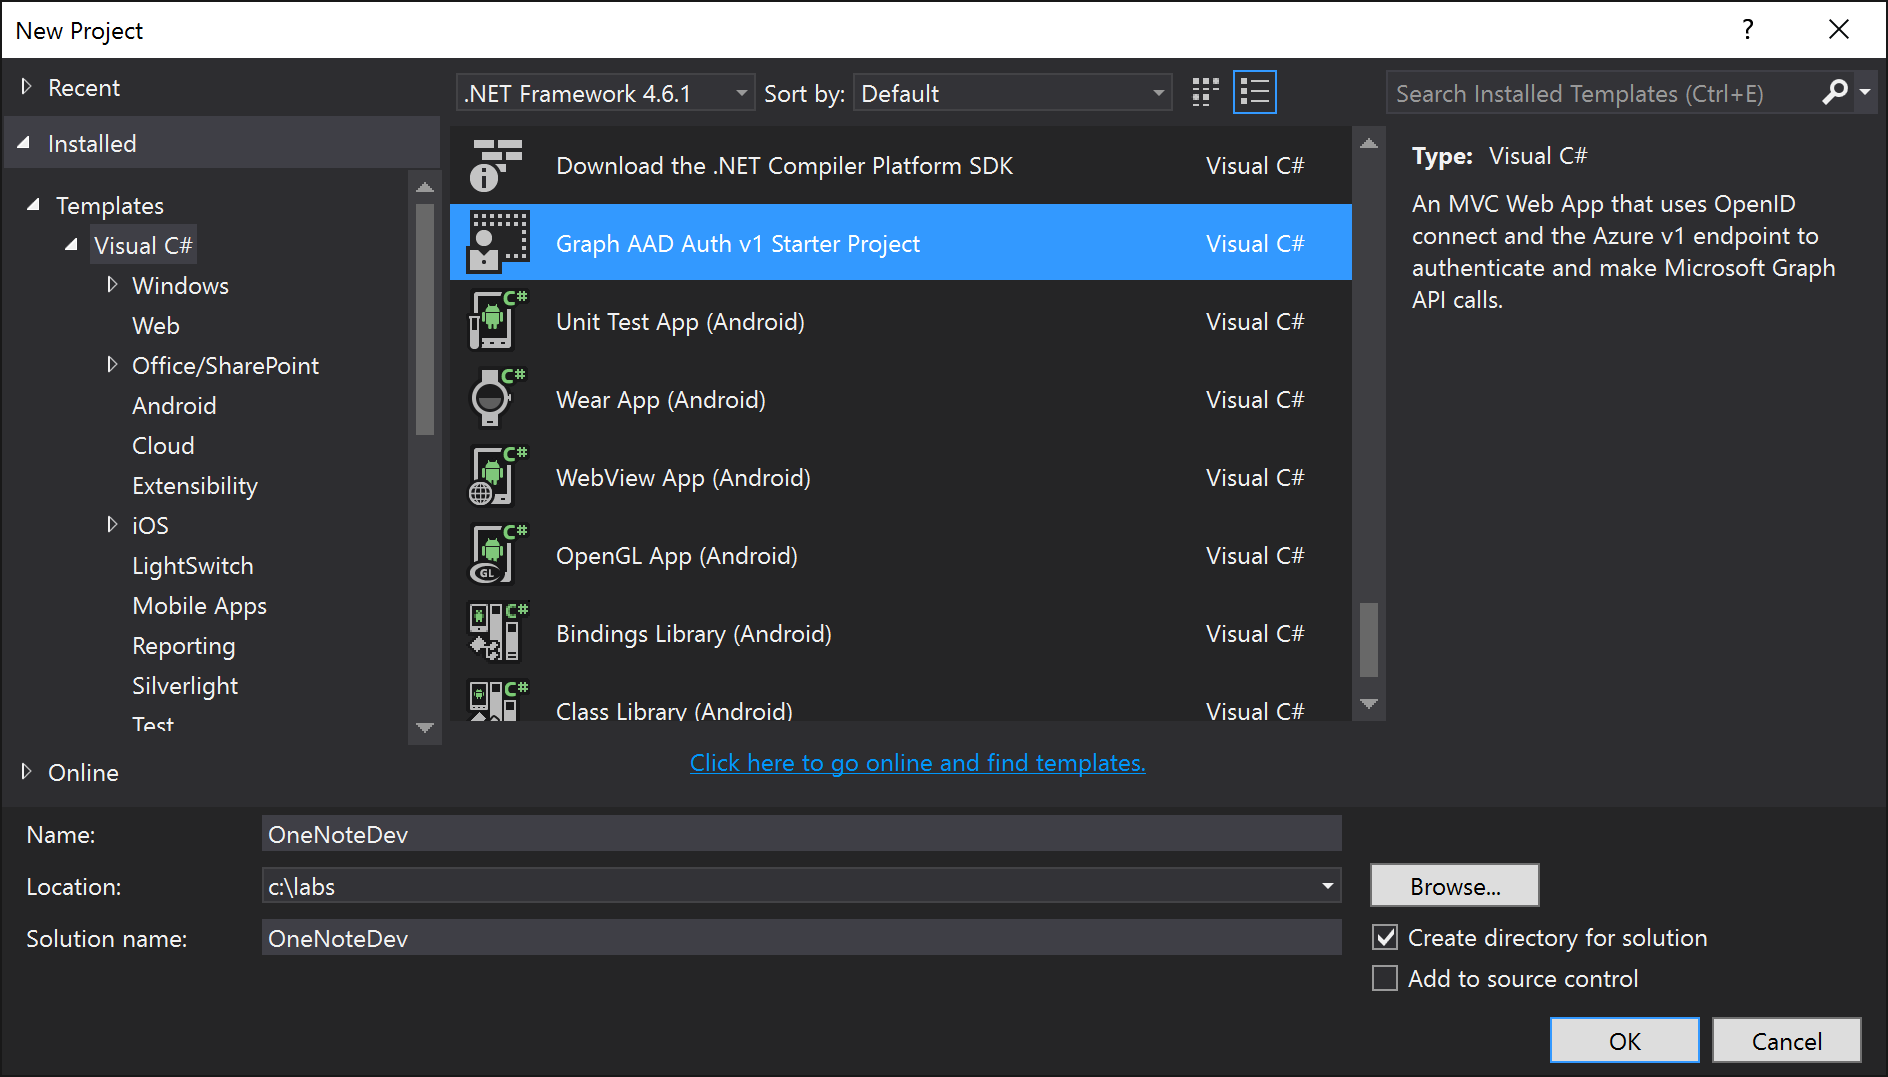 New Project
?
Recent
Installed
Templates
Visual C#
Windows
Web
Office/SharePoint
Android
Cloud
Extensibility
iOS
LightSwitch
Mobile Apps
Reporting
Silverlight
Test
Online
.NET Framework 4.6.1
Sort by: Default
Download the .NET Compiler Platform SDK Visual C#
Graph AAD Auth v1 Starter Project Visual C#
C#
Unit Test App (Android) Visual C#
C#
Wear App (Android) Visual C#
C#
WebView App (Android) Visual C#
C#
GL
OpenGL App (Android) Visual C#
C#
Bindings Library (Android) Visual C#
C#
Class Library (Android) Visual C#
Click here to go online and find templates.
Search Installed Templates (Ctrl+E)
Type: Visual C#
An MVC Web App that uses OpenID
connect and the Azure v1 endpoint to
authenticate and make Microsoft Graph
API calls.
Name: OneNoteDev
Location: c:\labs
Browse...
Solution name: OneNoteDev
Create directory for solution
Add to source control
OK
Cancel